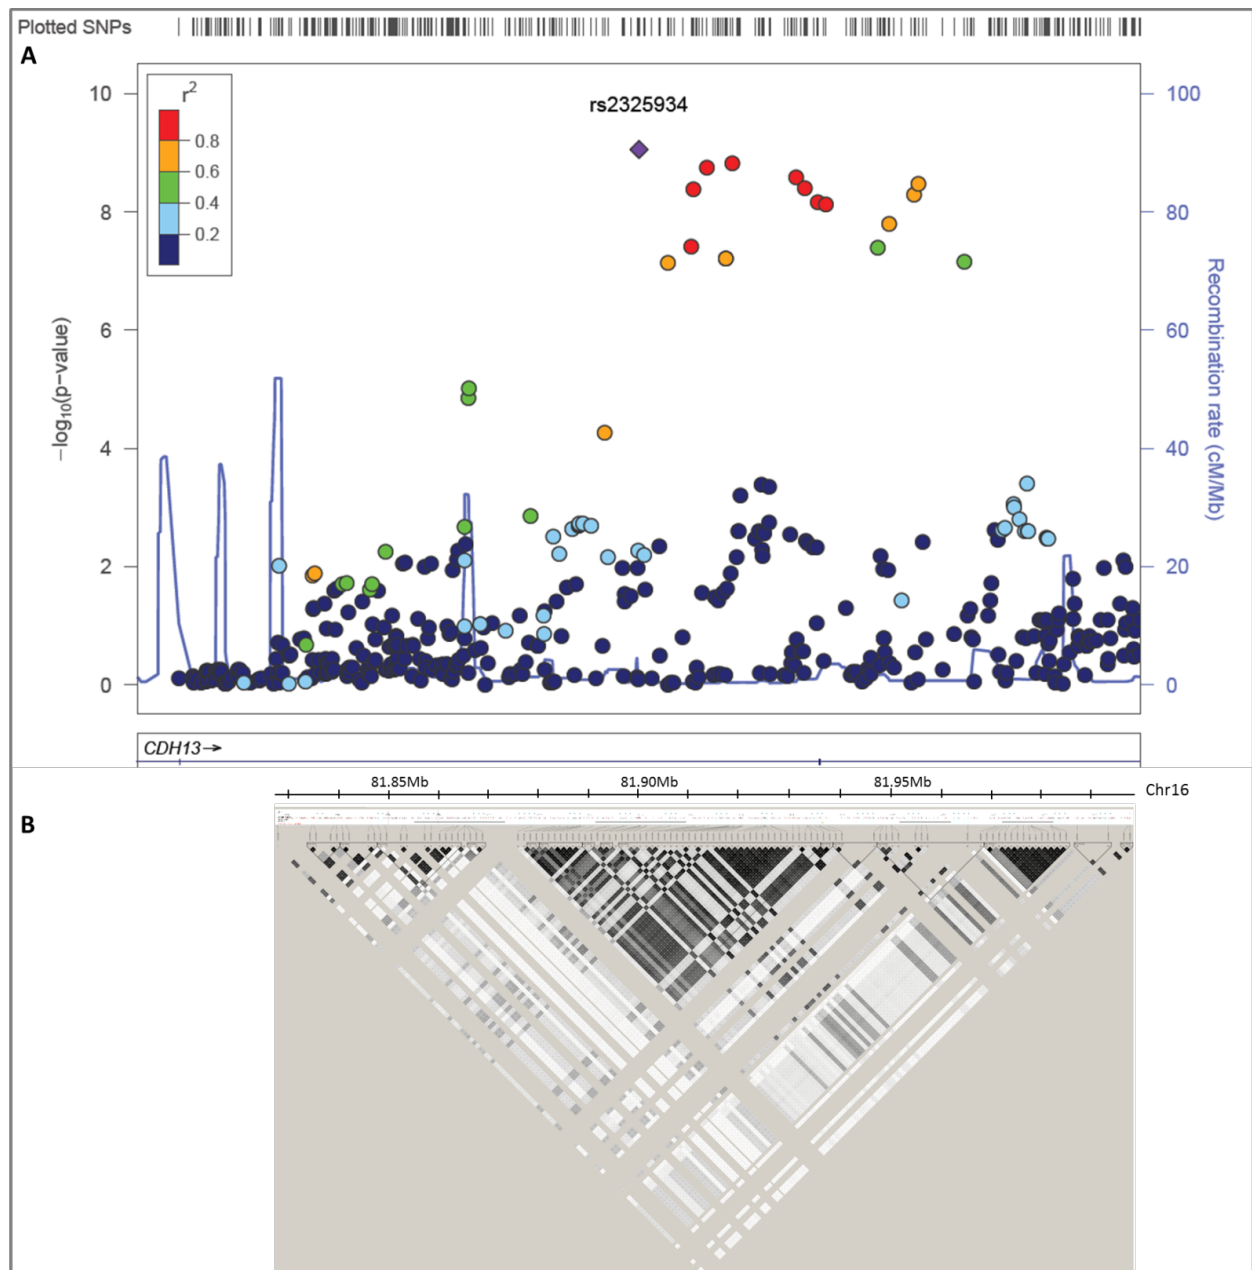 Plotted SNPs
A
r2
0.8
0.6
0.4
0.2
rs2325934
10
8
6
4
2
0
−log10(p−value)
100
80
60
40
20
0
Recombination rate (cM/Mb)
CDH13→
81.85Mb 81.90Mb 81.95Mb Chr16
B